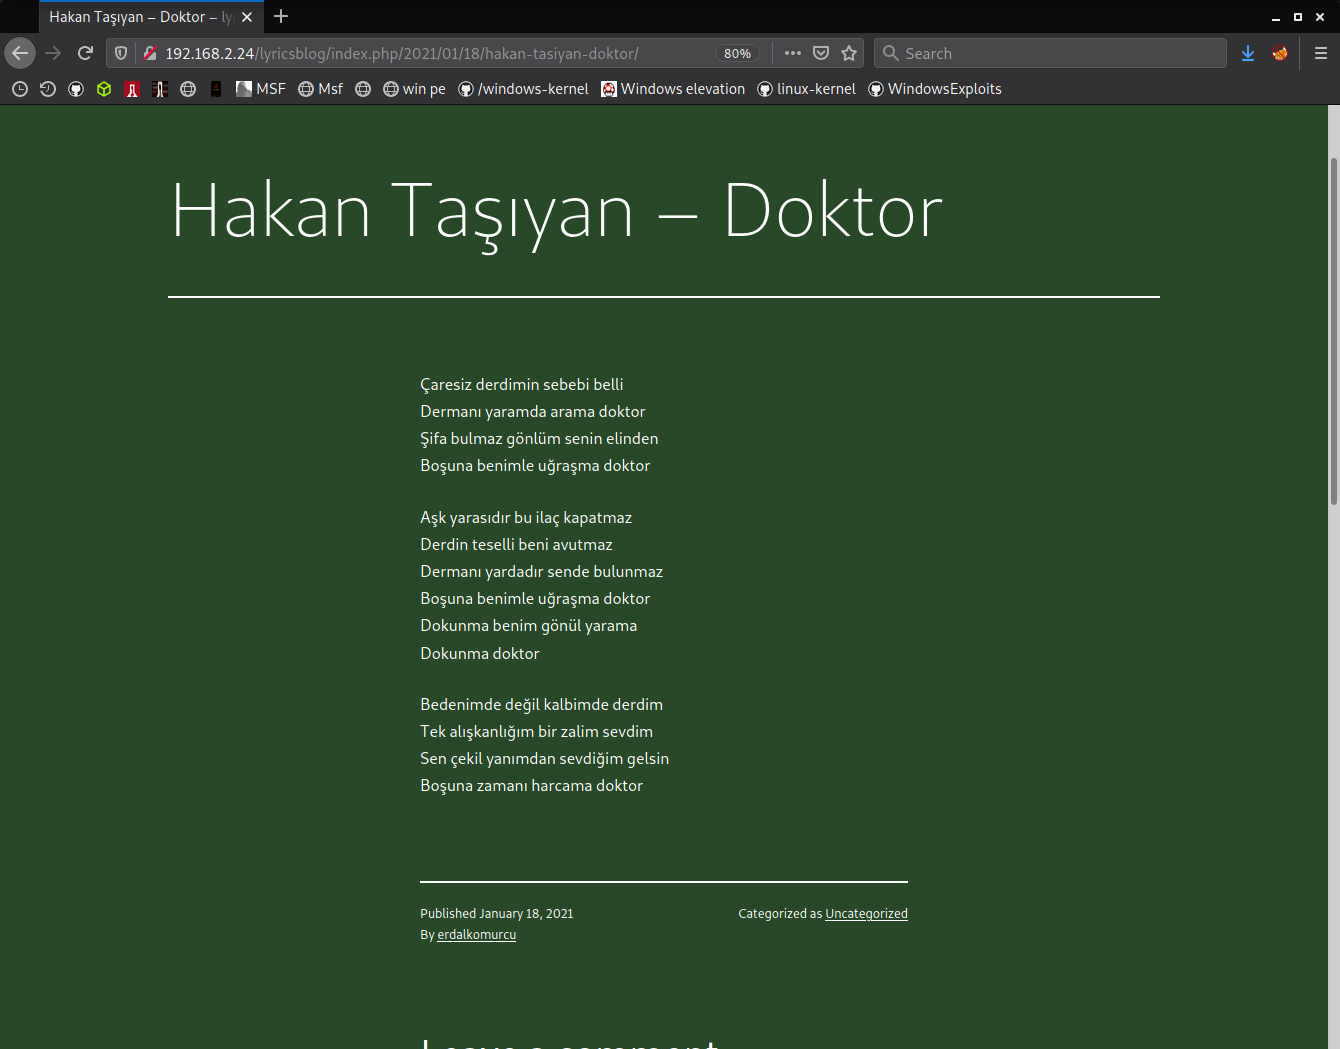 Hakan Taşıyan – Doktor – ly
192.168.2.24/lyricsblog/index.php/2021/01/18/hakan-tasiyan-doktor/
80%
Search
MSF
Msf
win pe
/windows-kernel
Windows elevation
linux-kernel
WindowsExploits
Hakan Taşıyan – Doktor
Çaresiz derdimin sebebi belli
Dermanı yaramda arama doktor
Şifa bulmaz gönlüm senin elinden
Boşuna benimle uğraşma doktor
Aşk yarasıdır bu ilaç kapatmaz
Derdin teselli beni avutmaz
Dermanı yardadır sende bulunmaz
Boşuna benimle uğraşma doktor
Dokunma benim gönül yarama
Dokunma doktor
Bedenimde değil kalbimde derdim
Tek alışkanlığım bir zalim sevdim
Sen çekil yanımdan sevdiğim gelsin
Boşuna zamanı harcama doktor
Published January 18, 2021
Categorized as Uncategorized
By erdalkomurcu
Leave a comment